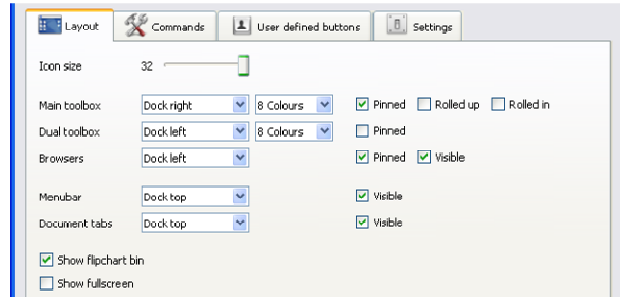 Layout Commands User defined buttons Settings
Icon size 32
Main toolbox Dock right 8 Colours Pinned Rolled up Rolled in
Dual toolbox Dock left 8 Colours Pinned
Browsers Dock left Pinned Visible
Menubar Dock top Visible
Document tabs Dock top Visible
Show flipchart bin
Show fullscreen